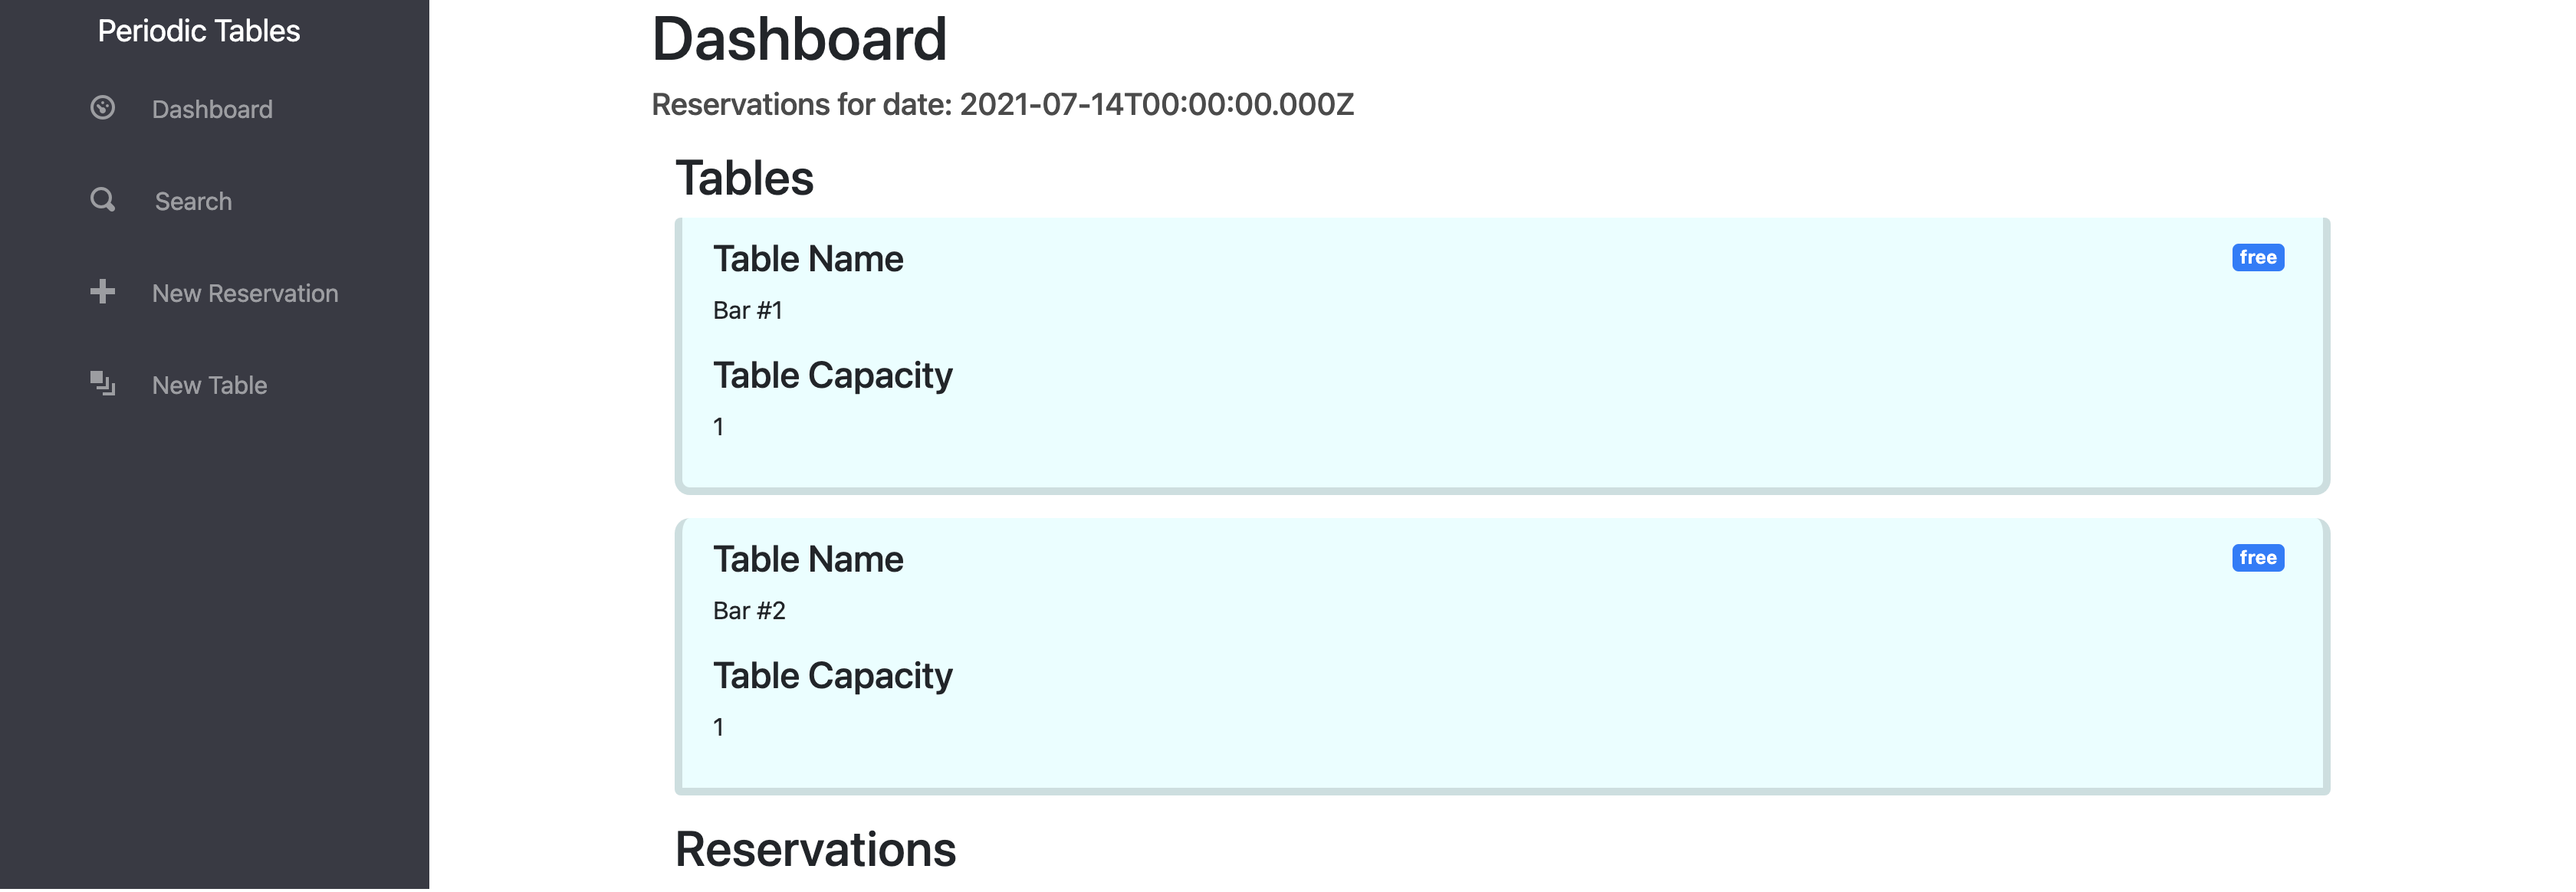 Periodic Tables
Dashboard
Search
New Reservation
New Table
Dashboard
Reservations for date: 2021-07-14T00:00:00.000Z
Tables
Table Name
free
Bar #1
Table Capacity
1
Table Name
free
Bar #2
Table Capacity
1
Reservations